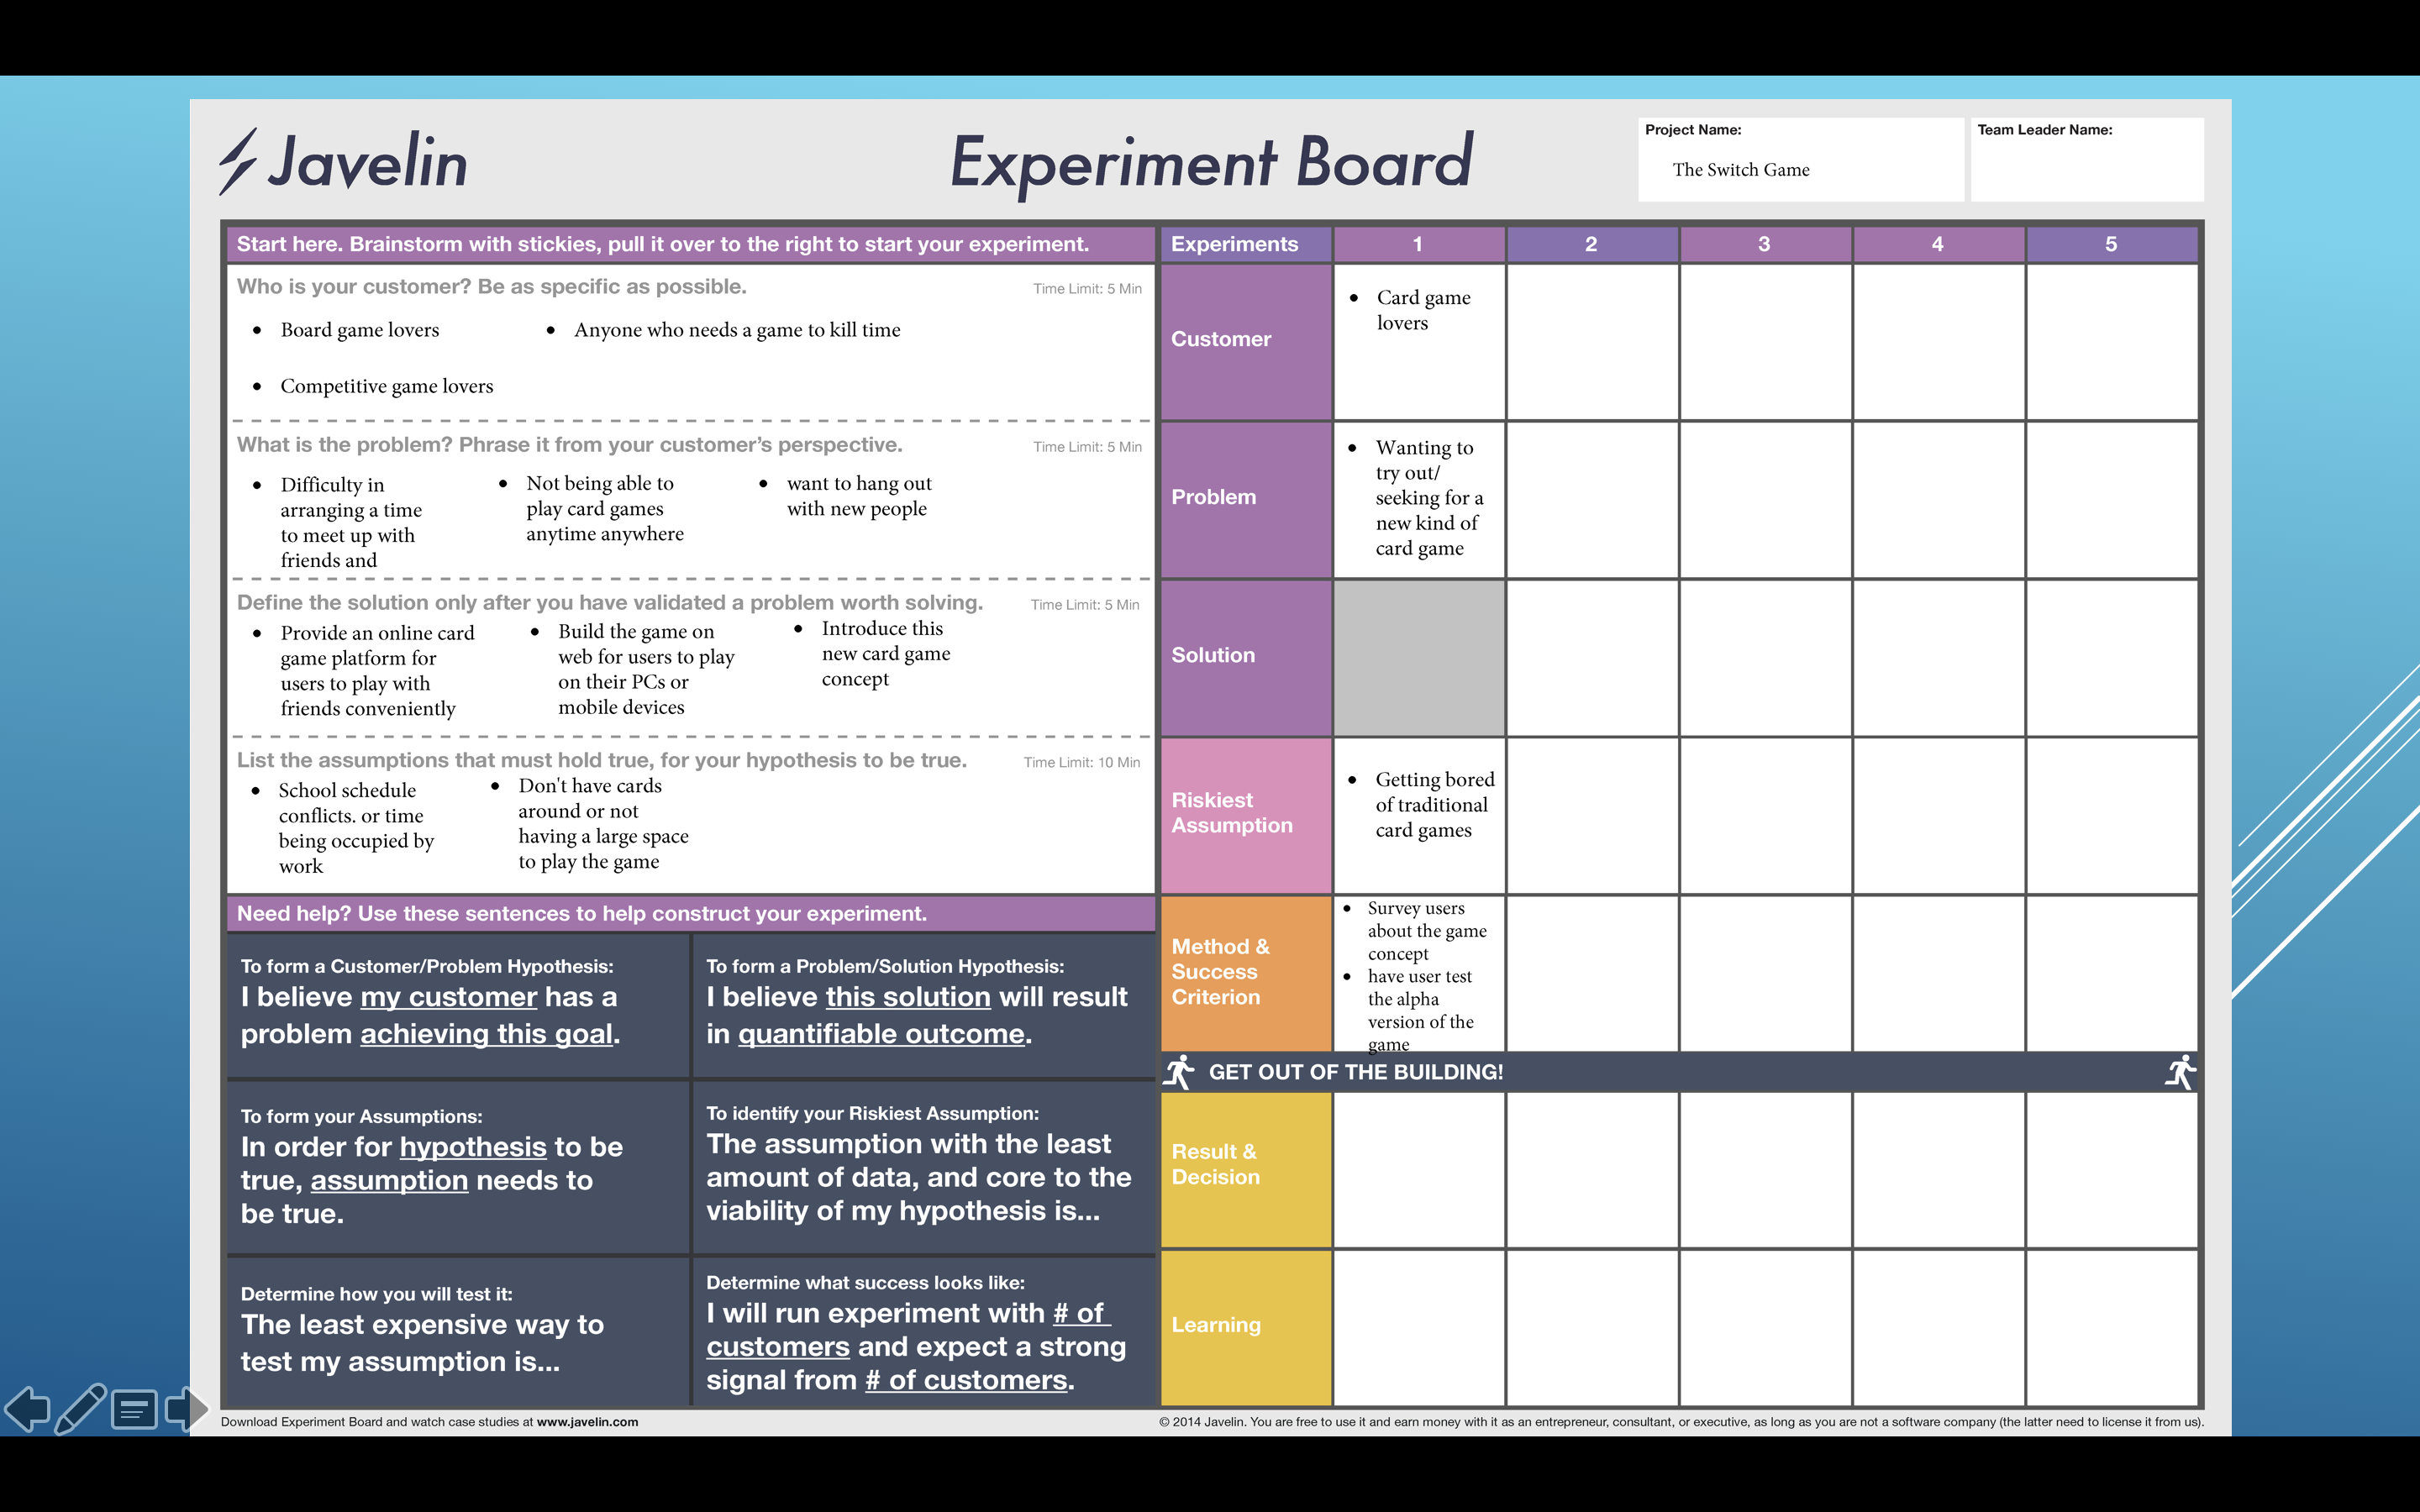 Javelin
Experiment Board
Project Name:
The Switch Game
Team Leader Name:
Start here. Brainstorm with stickies, pull it over to the right to start your experiment.
Who is your customer? Be as specific as possible.
Time Limit: 5 Min
• Board game lovers
• Anyone who needs a game to kill time
• Competitive game lovers
What is the problem? Phrase it from your customer’s perspective.
Time Limit: 5 Min
• Difficulty in
arranging a time
to meet up with
friends and
• Not being able to
play card games
anytime anywhere
• want to hang out
with new people
Define the solution only after you have validated a problem worth solving.
Time Limit: 5 Min
• Provide an online card
game platform for
users to play with
friends conveniently
• Build the game on
web for users to play
on their PCs or
mobile devices
• Introduce this
new card game
concept
List the assumptions that must hold true, for your hypothesis to be true.
Time Limit: 10 Min
• School schedule
conflicts. or time
being occupied by
work
• Don't have cards
around or not
having a large space
to play the game
Need help? Use these sentences to help construct your experiment.
To form a Customer/Problem Hypothesis:
I believe my customer has a
problem achieving this goal.
To form a Problem/Solution Hypothesis:
I believe this solution will result
in quantifiable outcome.
To form your Assumptions:
In order for hypothesis to be
true, assumption needs to
be true.
To identify your Riskiest Assumption:
The assumption with the least
amount of data, and core to the
viability of my hypothesis is...
Determine how you will test it:
The least expensive way to
test my assumption is...
Determine what success looks like:
I will run experiment with # of
customers and expect a strong
signal from # of customers.
Experiments 1 2 3 4 5
Customer
• Card game
lovers
Problem
• Wanting to
try out/
seeking for a
new kind of
card game
Solution
Riskiest
Assumption
• Getting bored
of traditional
card games
Method &
Success
Criterion
• Survey users
about the game
concept
• have user test
the alpha
version of the
game
GET OUT OF THE BUILDING!
Result &
Decision
Learning
Download Experiment Board and watch case studies at www.javelin.com
© 2014 Javelin. You are free to use it and earn money with it as an entrepreneur, consultant, or executive, as long as you are not a software company (the latter need to license it from us).